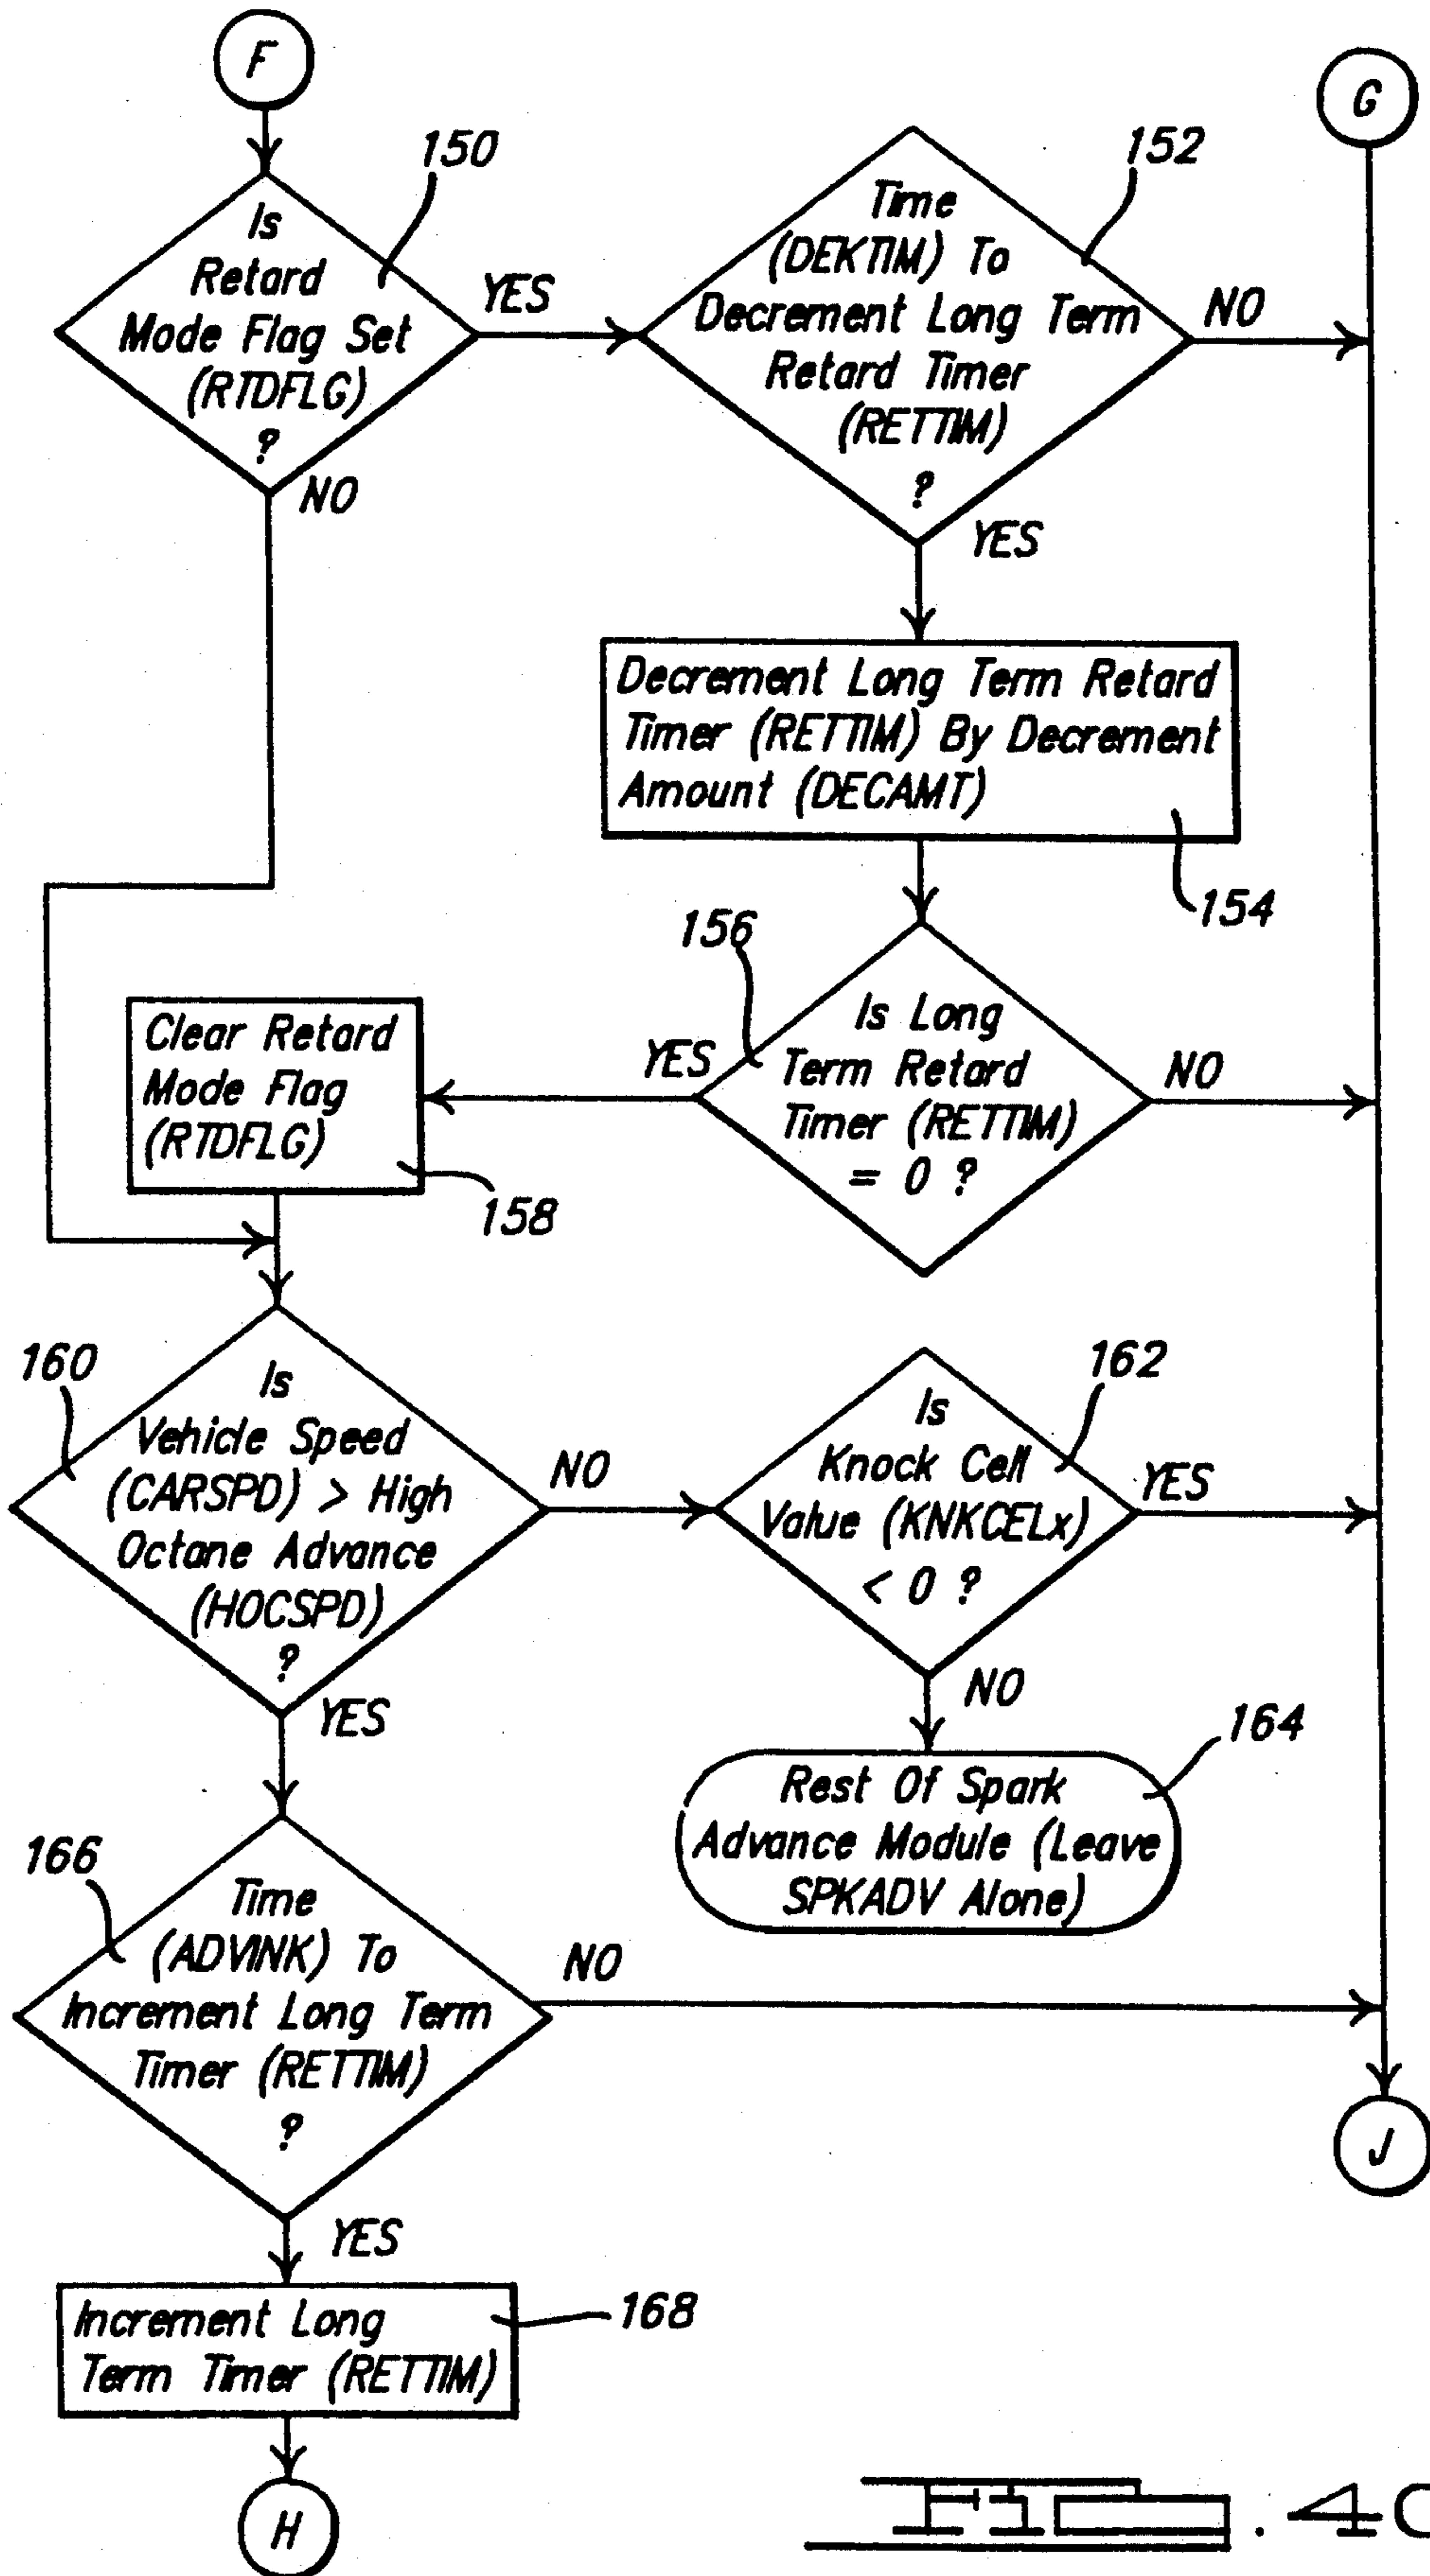 F
G
150
Is
Retard
Mode Flag Set
(RTDFLG)
?
YES
NO
152
Time
(DEKTIM) To
Decrement Long Term
Retard Timer
(RETTIM)
?
NO
YES
Decrement Long Term Retard
Timer (RETTIM) By Decrement
Amount (DECAMT)
154
156
Is Long
Term Retard
Timer (RETTIM)
= 0 ?
YES
NO
Clear Retard
Mode Flag
(RTDFLG)
158
160
Is
Vehicle Speed
(CARSPD) > High
Octane Advance
(HOCSPD)
?
NO
YES
162
Is
Knock Cell
Value (KNKCELx)
< 0 ?
YES
NO
164
Rest Of Spark
Advance Module (Leave
SPKADV Alone)
166
Time
(ADVINK) To
Increment Long Term
Timer (RETTIM)
?
NO
YES
J
Increment Long
Term Timer (RETTIM)
168
H
FIG. 4C